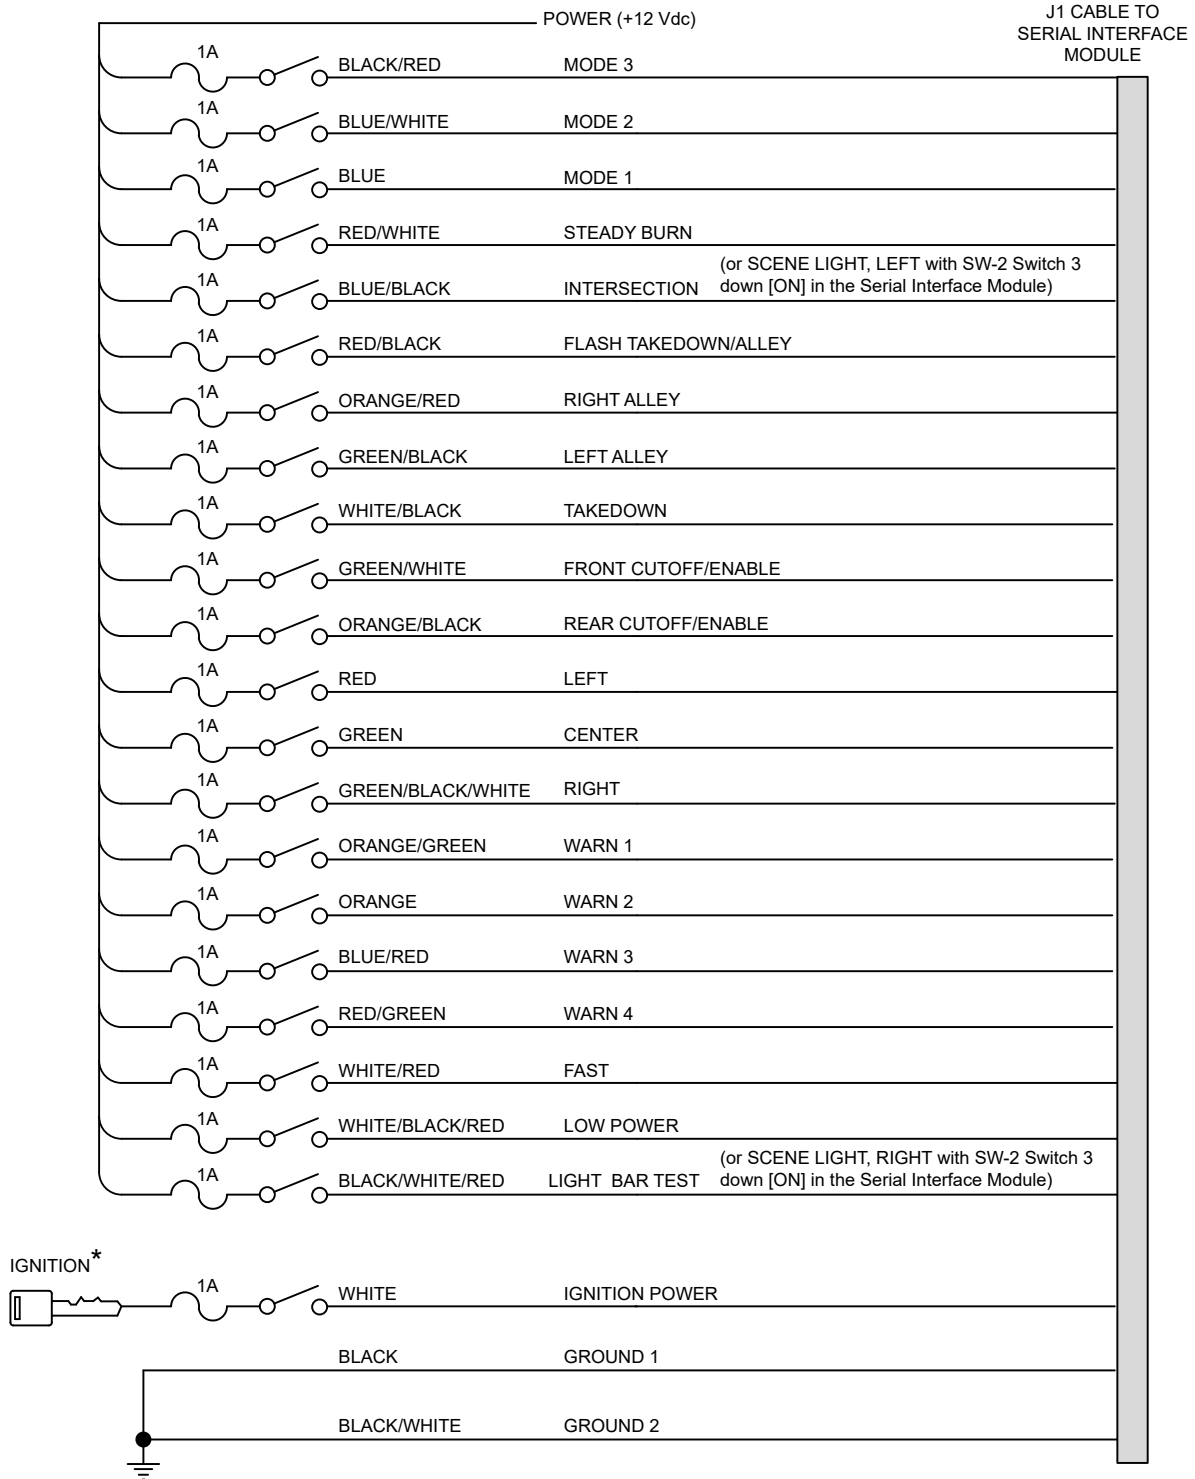 POWER (+12 Vdc)
J1 CABLE TO
SERIAL INTERFACE
MODULE
1A BLACK/RED MODE 3
1A BLUE/WHITE MODE 2
1A BLUE MODE 1
1A RED/WHITE STEADY BURN
(or SCENE LIGHT, LEFT with SW-2 Switch 3
1A BLUE/BLACK INTERSECTION down [ON] in the Serial Interface Module)
1A RED/BLACK FLASH TAKEDOWN/ALLEY
1A ORANGE/RED RIGHT ALLEY
1A GREEN/BLACK LEFT ALLEY
1A WHITE/BLACK TAKEDOWN
1A GREEN/WHITE FRONT CUTOFF/ENABLE
1A ORANGE/BLACK REAR CUTOFF/ENABLE
1A RED LEFT
1A GREEN CENTER
1A GREEN/BLACK/WHITE RIGHT
1A ORANGE/GREEN WARN 1
1A ORANGE WARN 2
1A BLUE/RED WARN 3
1A RED/GREEN WARN 4
1A WHITE/RED FAST
1A WHITE/BLACK/RED LOW POWER
(or SCENE LIGHT, RIGHT with SW-2 Switch 3
1A BLACK/WHITE/RED LIGHT BAR TEST down [ON] in the Serial Interface Module)
IGNITION*
1A WHITE IGNITION POWER
BLACK GROUND 1
BLACK/WHITE GROUND 2